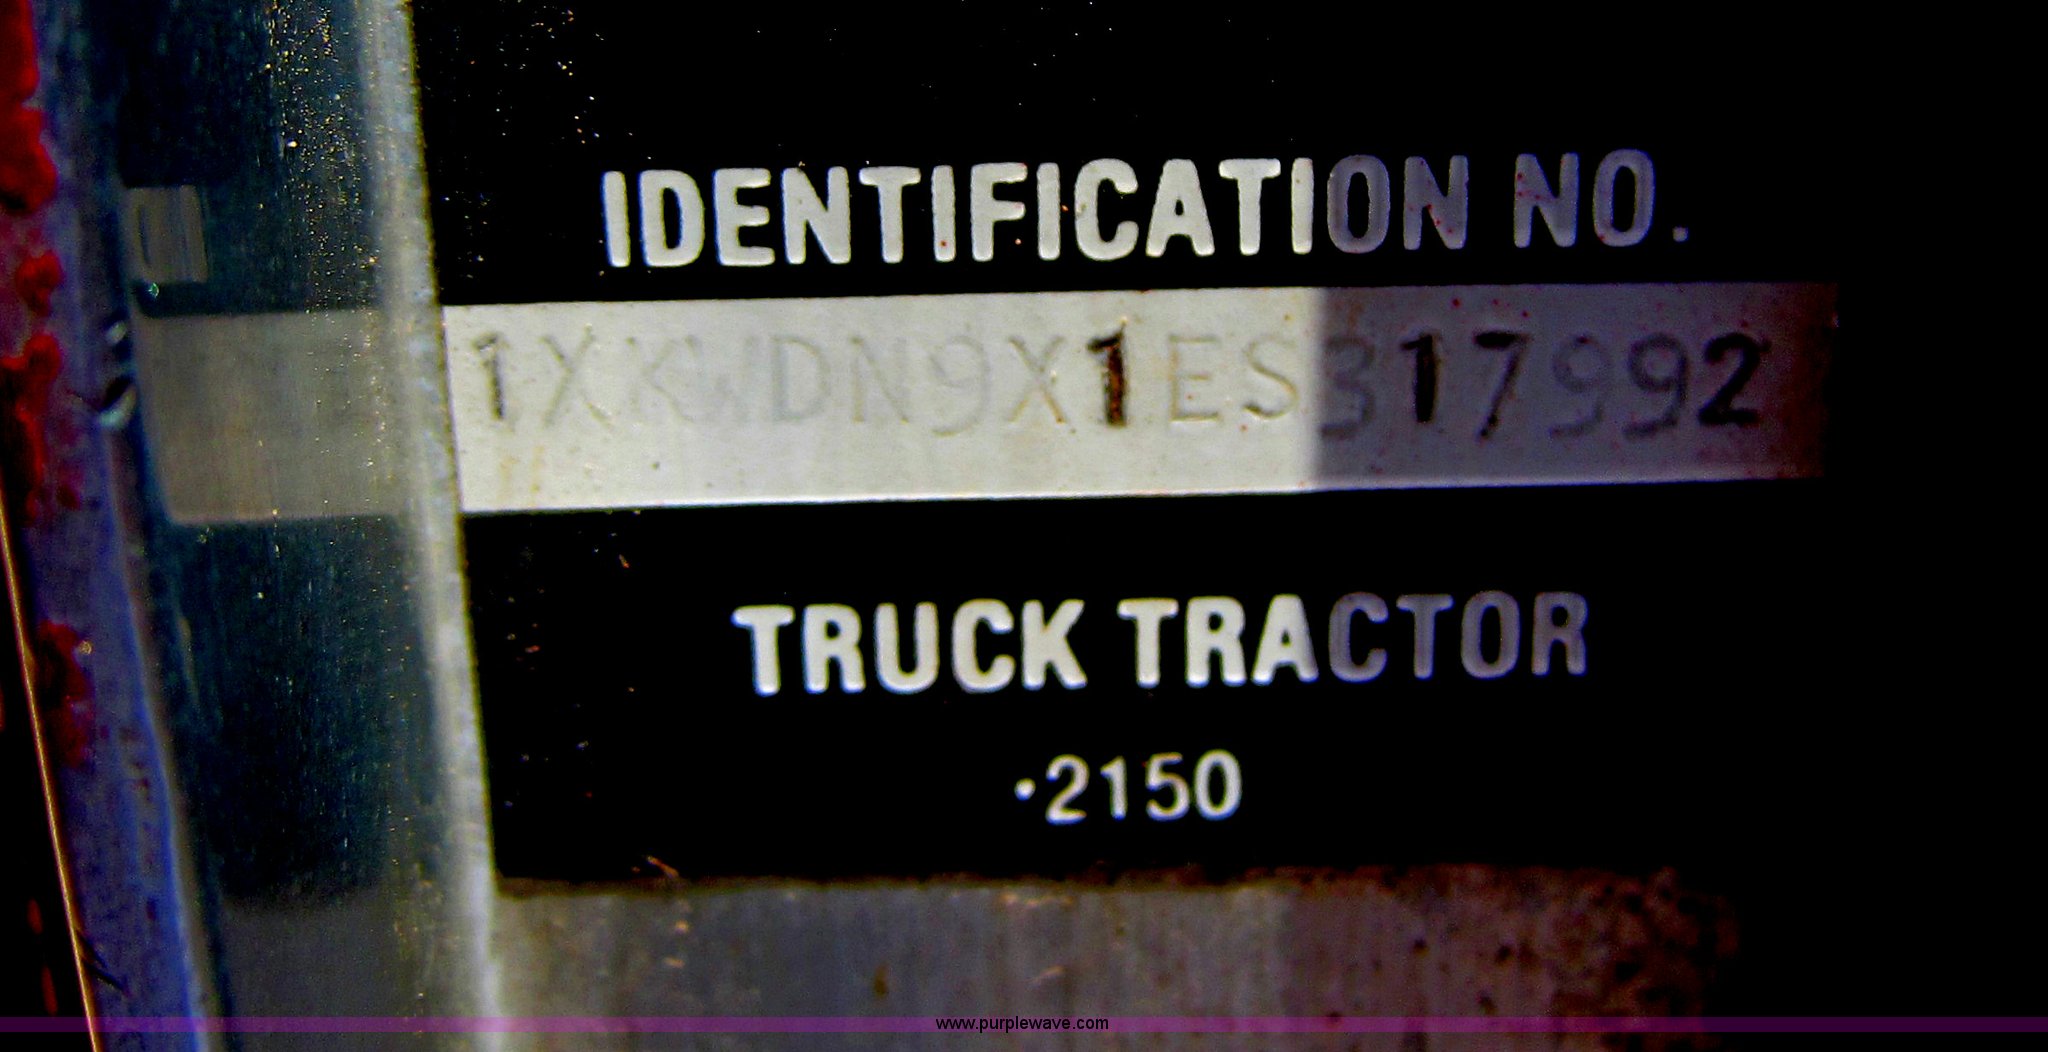 IDENTIFICATION NO.
1XKWDN9X1ES317992
TRUCK TRACTOR
·2150
www.purplewave.com